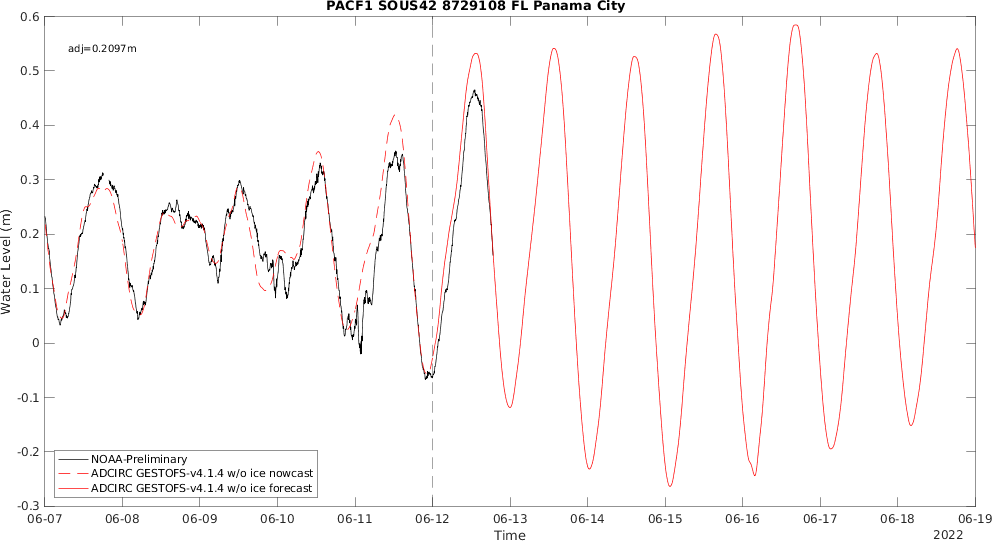 PACF1 SOUS42 8729108 FL Panama City
adj=0.2097m
0.6
0.5
0.4
0.3
0.2
0.1
0
-0.1
-0.2
-0.3
Water Level (m)
NOAA-Preliminary
ADCIRC GESTOFS-v4.1.4 w/o ice nowcast
ADCIRC GESTOFS-v4.1.4 w/o ice forecast
06-07 06-08 06-09 06-10 06-11 06-12 06-13 06-14 06-15 06-16 06-17 06-18 06-19
Time
2022